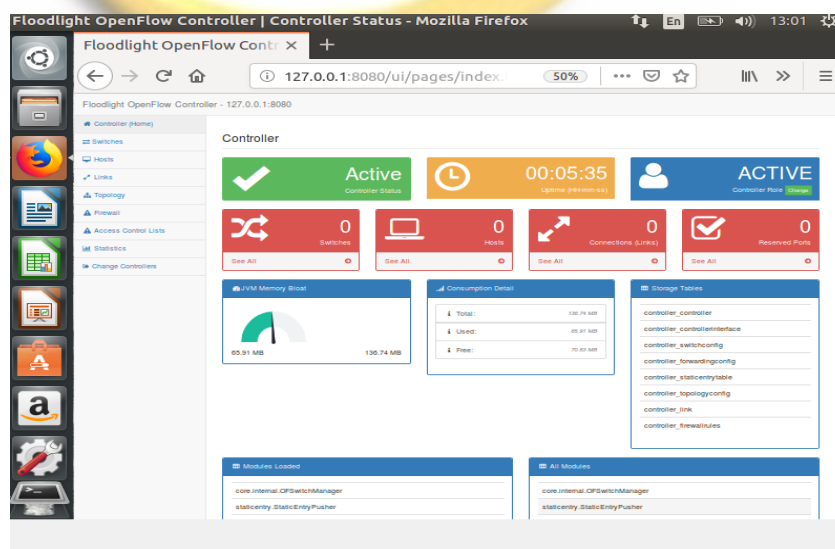 Floodlight OpenFlow Controller | Controller Status - Mozilla Firefox
En
13:01
Floodlight OpenFlow Contr
127.0.0.1:8080/ui/pages/index.
50%
Floodlight OpenFlow Controller - 127.0.0.1:8080
Controller (Home)
Switches
Hosts
Links
Topology
Firewall
Access Control Lists
Statistics
Change Controllers
Controller
Active
Controller Status
00:05:35
Uptime (HH:mm:ss)
ACTIVE
Controller Role Change
0
Switches
See All
0
Hosts
See All
0
Connections (Links)
See All
0
Reserved Ports
See All
JVM Memory Bloat
65.91 MB
136.74 MB
Consumption Detail
Total: 136.74 MB
Used: 65.91 MB
Free: 70.83 MB
Storage Tables
controller_controller
controller_controllerinterface
controller_switchconfig
controller_forwardingconfig
controller_staticentrytable
controller_topologyconfig
controller_link
controller_firewallrules
Modules Loaded
core.internal.OFSwitchManager
staticentry.StaticEntryPusher
All Modules
core.internal.OFSwitchManager
staticentry.StaticEntryPusher